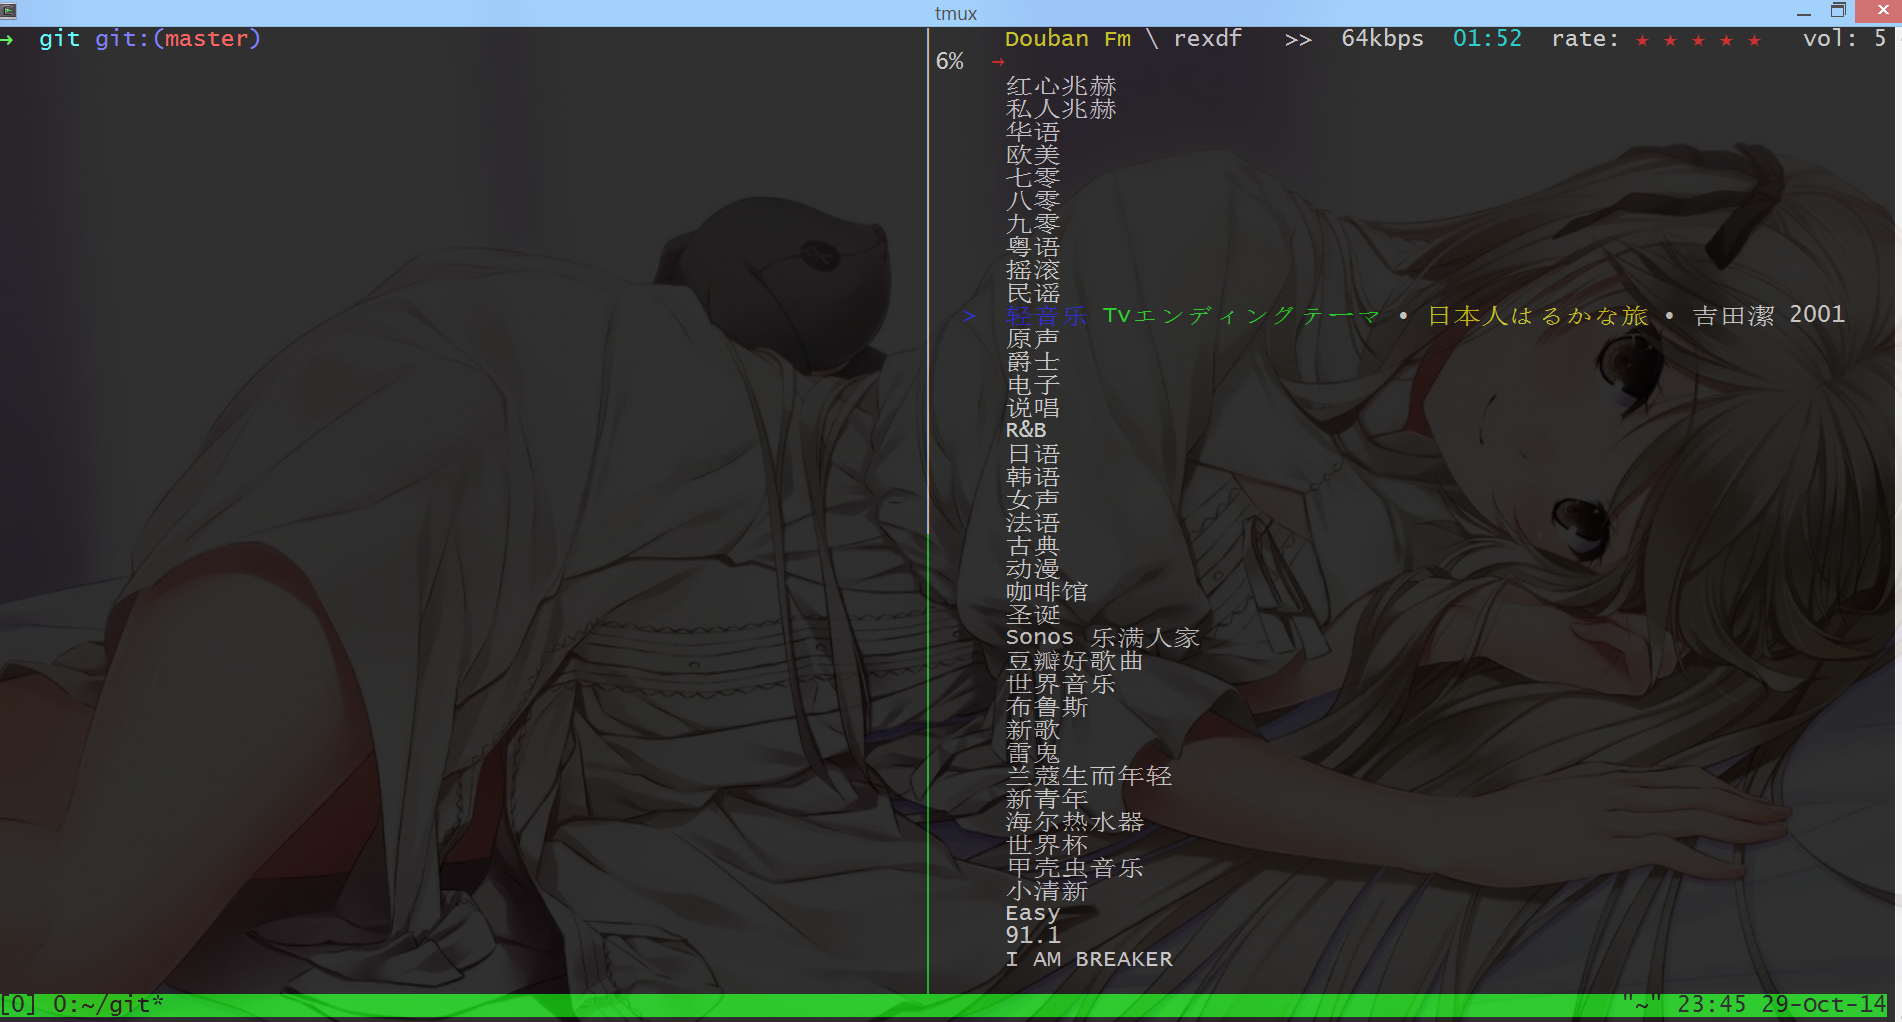 tmux
→ git git:(master)
Douban Fm \ rexdf >> 64kbps 01:52 rate: ★ ★ ★ ★ ★ vol: 5
6% →
红心兆赫
私人兆赫
华语
欧美
七零
八零
九零
粤语
摇滚
民谣
> 轻音乐 Tvエンディングテーマ • 日本人はるかな旅 • 吉田潔 2001
原声
爵士
电子
说唱
R&B
日语
韩语
女声
法语
古典
动漫
咖啡馆
圣诞
Sonos 乐满人家
豆瓣好歌曲
世界音乐
布鲁斯
新歌
雷鬼
兰蔻生而年轻
新青年
海尔热水器
世界杯
甲壳虫音乐
小清新
Easy
91.1
I AM BREAKER
[0] 0:~/git* "~" 23:45 29-Oct-14